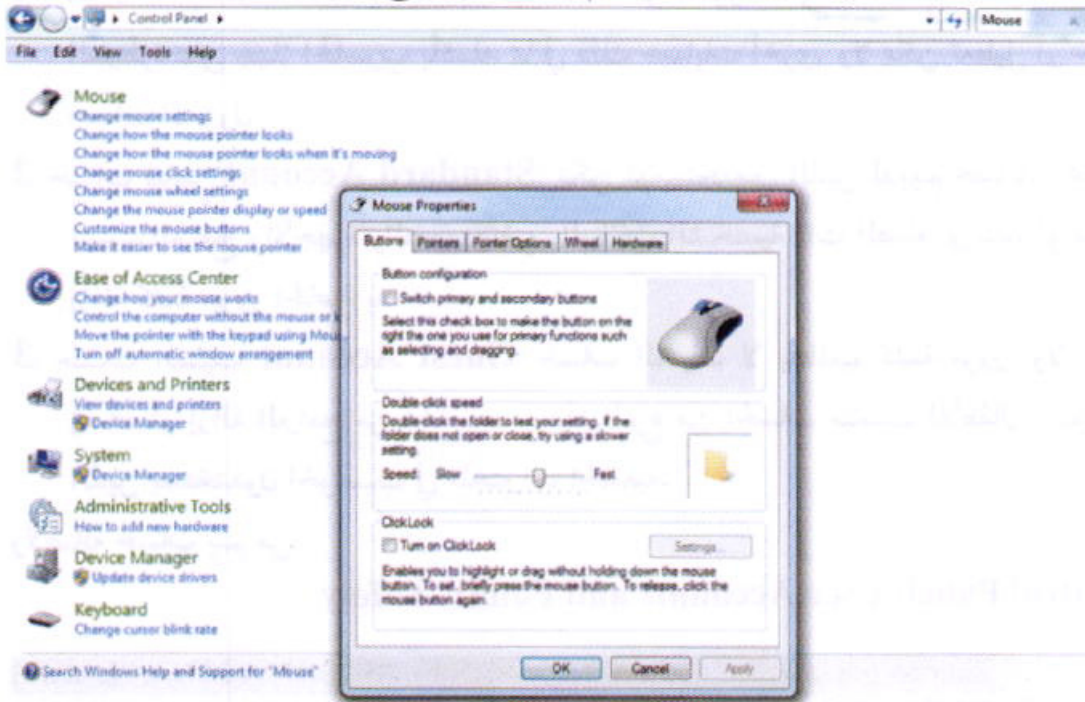 Control Panel
Mouse
File Edit View Tools Help
Mouse
Change mouse settings
Change how the mouse pointer looks
Change how the mouse pointer looks when it's moving
Change mouse click settings
Change mouse wheel settings
Change the mouse pointer display or speed
Customize the mouse buttons
Make it easier to see the mouse pointer
Ease of Access Center
Change how your mouse works
Control the computer without the mouse or
Move the pointer with the keypad using Mou
Turn off automatic window arrangement
Devices and Printers
View devices and printers
Device Manager
System
Device Manager
Administrative Tools
How to add new hardware
Device Manager
Update device drivers
Keyboard
Change cursor blink rate
Search Windows Help and Support for "Mouse"
Mouse Properties
Buttons Pointers Pointer Options Wheel Hardware
Button configuration
Switch primary and secondary buttons
Select this check box to make the button on the
right the one you use for primary functions such
as selecting and dragging.
Double-click speed
Double-click the folder to test your setting. If the
folder does not open or close, try using a slower
setting.
Speed: Slow Fast
ClickLock
Turn on ClickLock
Settings...
Enables you to highlight or drag without holding down the mouse
button. To set, briefly press the mouse button. To release, click the
mouse button again.
OK Cancel Apply